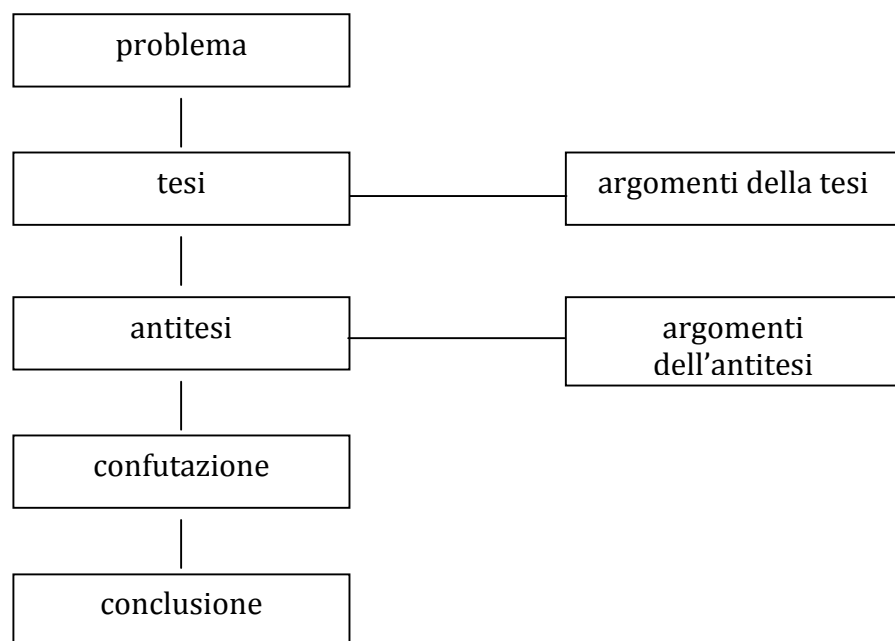 problema
tesi
argomenti della tesi
antitesi
argomenti
dell’antitesi
confutazione
conclusione